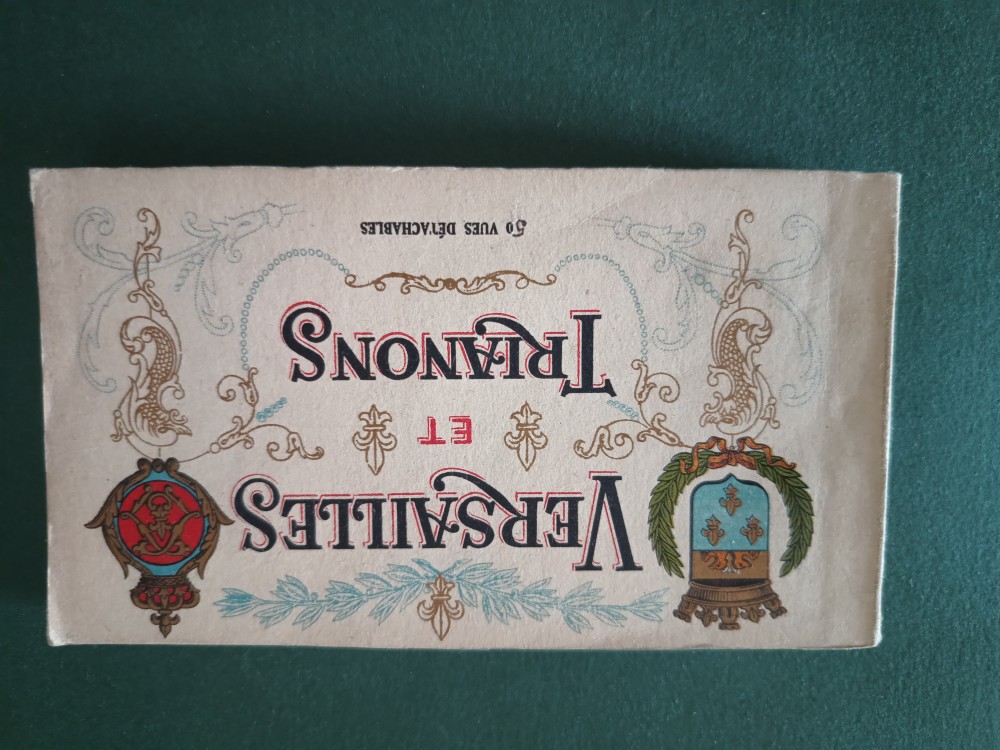 VERSAILLES
ET
TRIANONS
50 VUES DÉTACHABLES